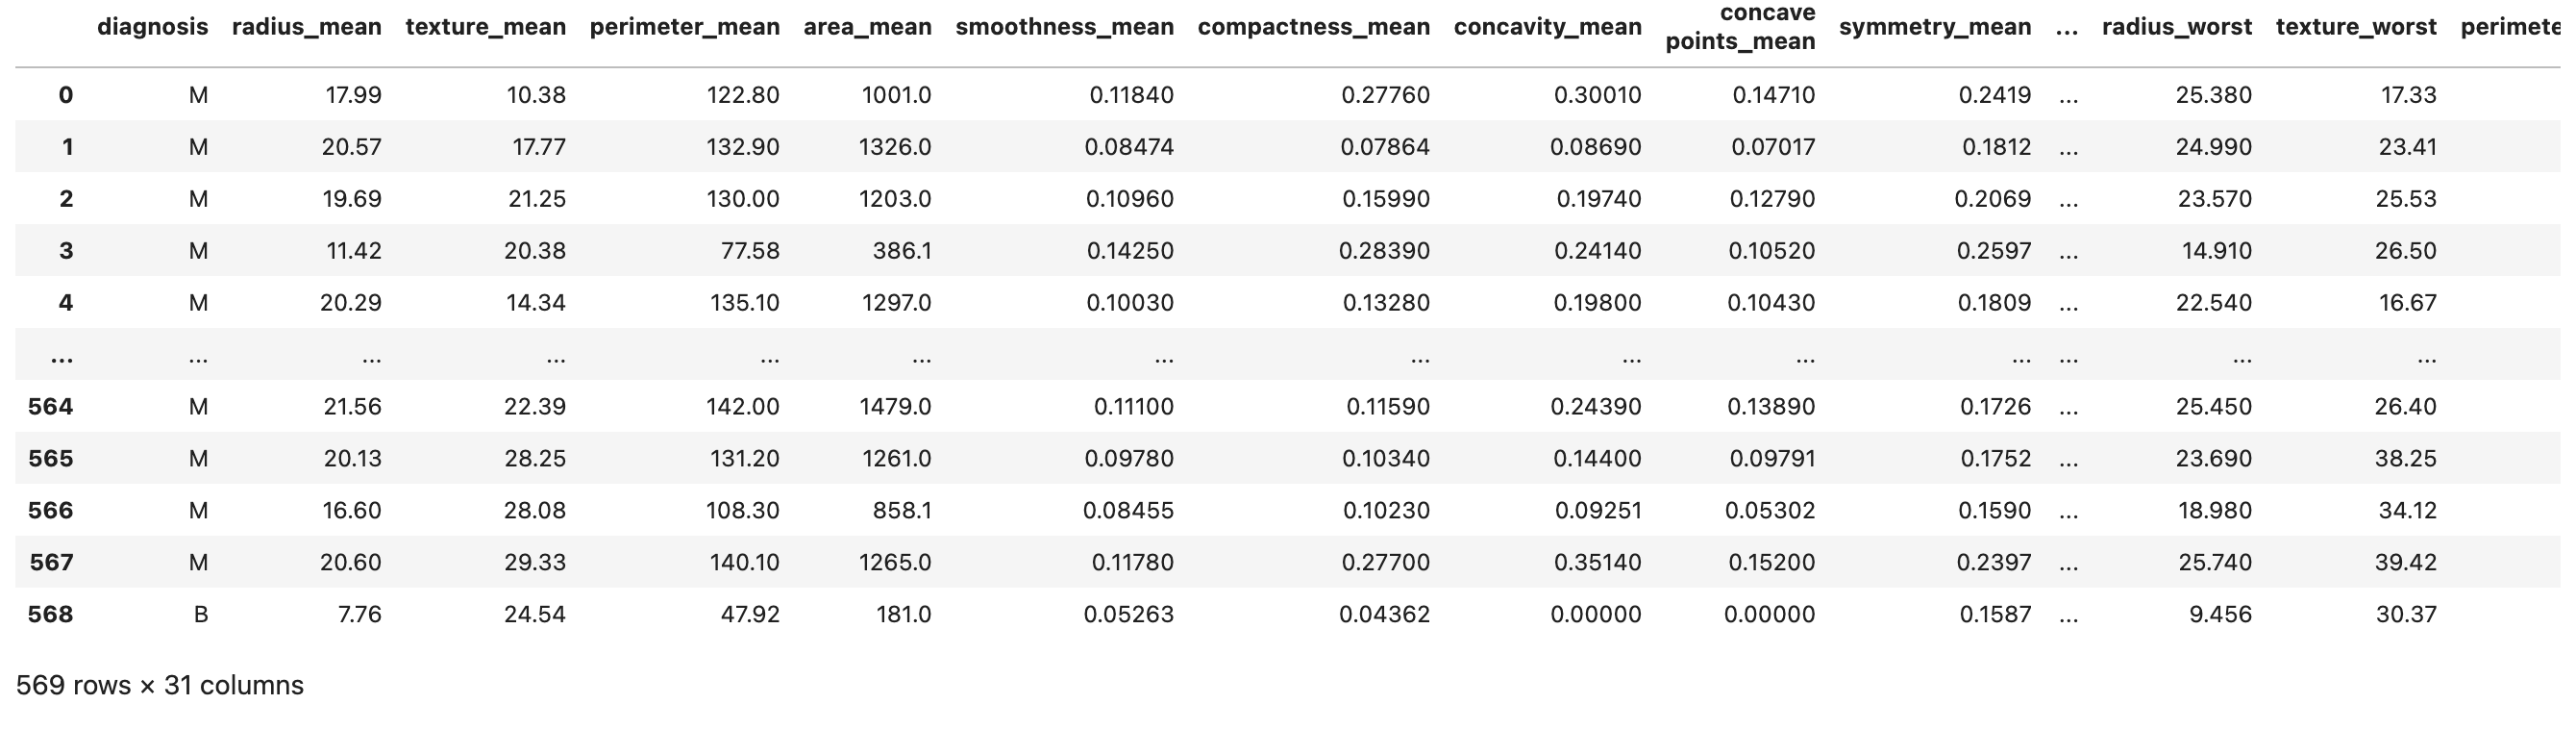 diagnosis radius_mean texture_mean perimeter_mean area_mean smoothness_mean compactness_mean concavity_mean concave points_mean symmetry_mean ... radius_worst texture_worst perimete
0 M 17.99 10.38 122.80 1001.0 0.11840 0.27760 0.30010 0.14710 0.2419 ... 25.380 17.33
1 M 20.57 17.77 132.90 1326.0 0.08474 0.07864 0.08690 0.07017 0.1812 ... 24.990 23.41
2 M 19.69 21.25 130.00 1203.0 0.10960 0.15990 0.19740 0.12790 0.2069 ... 23.570 25.53
3 M 11.42 20.38 77.58 386.1 0.14250 0.28390 0.24140 0.10520 0.2597 ... 14.910 26.50
4 M 20.29 14.34 135.10 1297.0 0.10030 0.13280 0.19800 0.10430 0.1809 ... 22.540 16.67
... ... ... ... ... ... ... ... ... ... ... ... ... ...
564 M 21.56 22.39 142.00 1479.0 0.11100 0.11590 0.24390 0.13890 0.1726 ... 25.450 26.40
565 M 20.13 28.25 131.20 1261.0 0.09780 0.10340 0.14400 0.09791 0.1752 ... 23.690 38.25
566 M 16.60 28.08 108.30 858.1 0.08455 0.10230 0.09251 0.05302 0.1590 ... 18.980 34.12
567 M 20.60 29.33 140.10 1265.0 0.11780 0.27700 0.35140 0.15200 0.2397 ... 25.740 39.42
568 B 7.76 24.54 47.92 181.0 0.05263 0.04362 0.00000 0.00000 0.1587 ... 9.456 30.37
569 rows × 31 columns